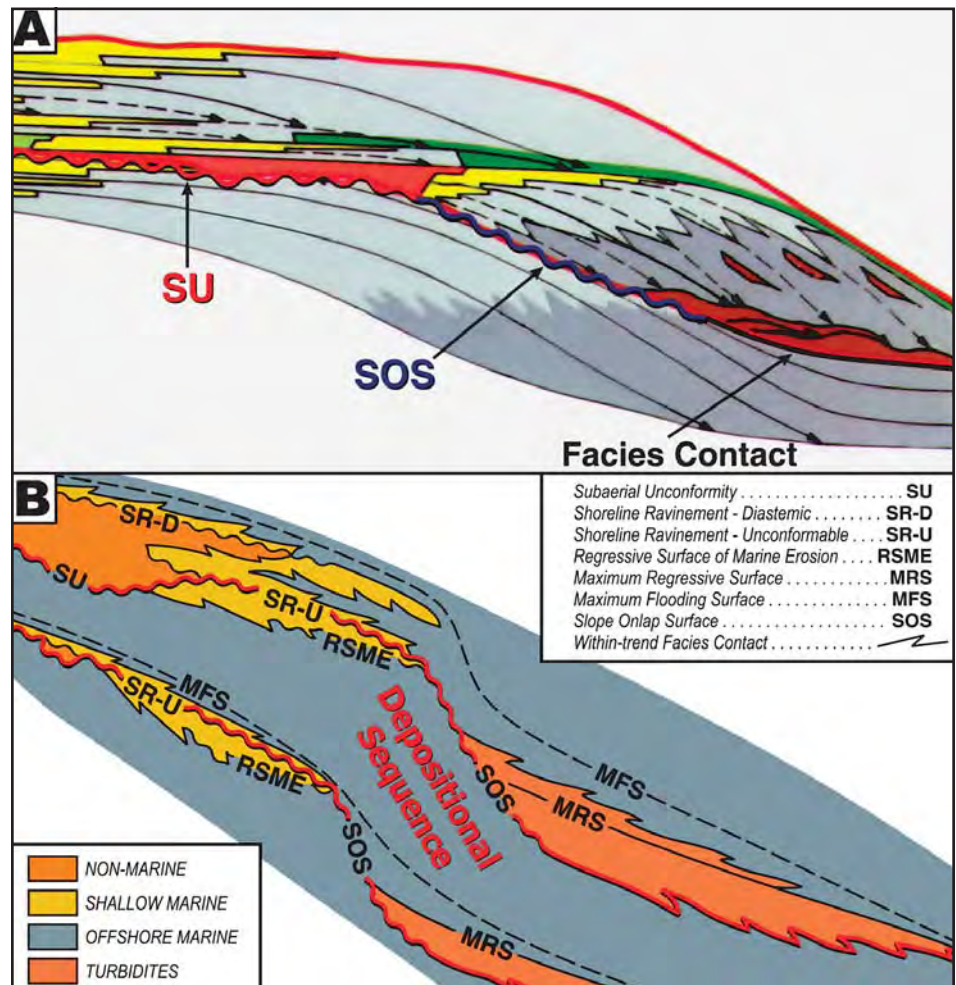 A
SU
SOS
Facies Contact
B
Subaerial Unconformity . . . . . . . . . . . . . . . . . . . . SU
Shoreline Ravinement - Diastemic . . . . . . . SR-D
Shoreline Ravinement - Unconformable . . SR-U
Regressive Surface of Marine Erosion . . . . RSME
Maximum Regressive Surface . . . . . . . . . . . . MRS
Maximum Flooding Surface . . . . . . . . . . . . . . . MFS
Slope Onlap Surface . . . . . . . . . . . . . . . . . . . . . . SOS
Within-trend Facies Contact . . . . . . . . . . . .
SR-D
SU
SR-U
RSME
MFS
SR-U
RSME
SOS
Depositional
Sequence
SOS
MRS
MFS
MRS
NON-MARINE
SHALLOW MARINE
OFFSHORE MARINE
TURBIDITES